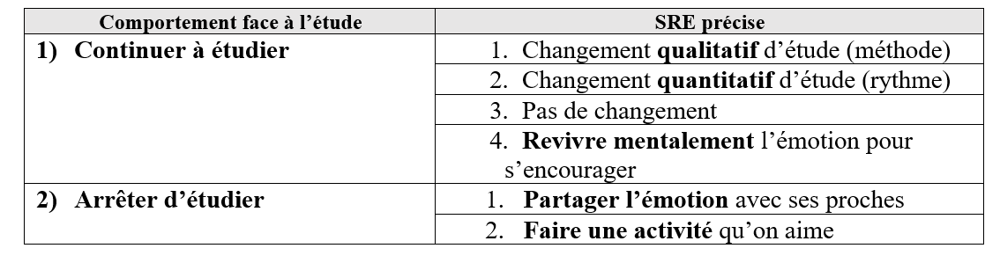 Comportement face à l’étude
SRE précise
1) Continuer à étudier
1. Changement qualitatif d’étude (méthode)
2. Changement quantitatif d’étude (rythme)
3. Pas de changement
4. Revivre mentalement l’émotion pour
s’encourager
2) Arrêter d’étudier
1. Partager l’émotion avec ses proches
2. Faire une activité qu’on aime